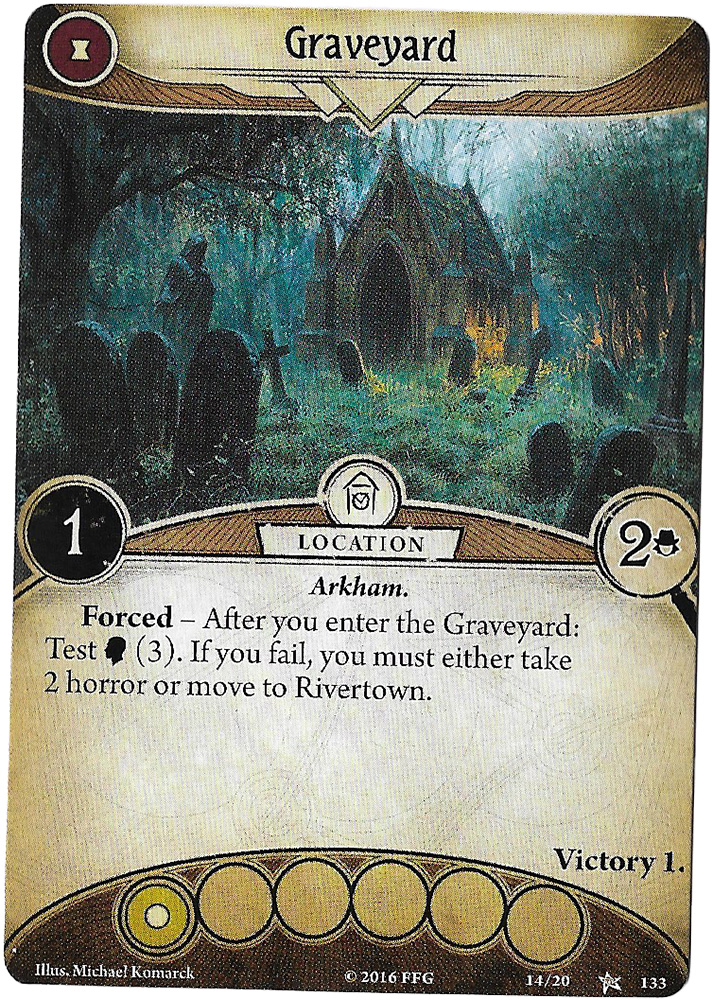 Graveyard
1
2
LOCATION
Arkham.
Forced – After you enter the Graveyard:
Test (3). If you fail, you must either take
2 horror or move to Rivertown.
Victory 1.
Illus. Michael Komarck
© 2016 FFG
14/20
133